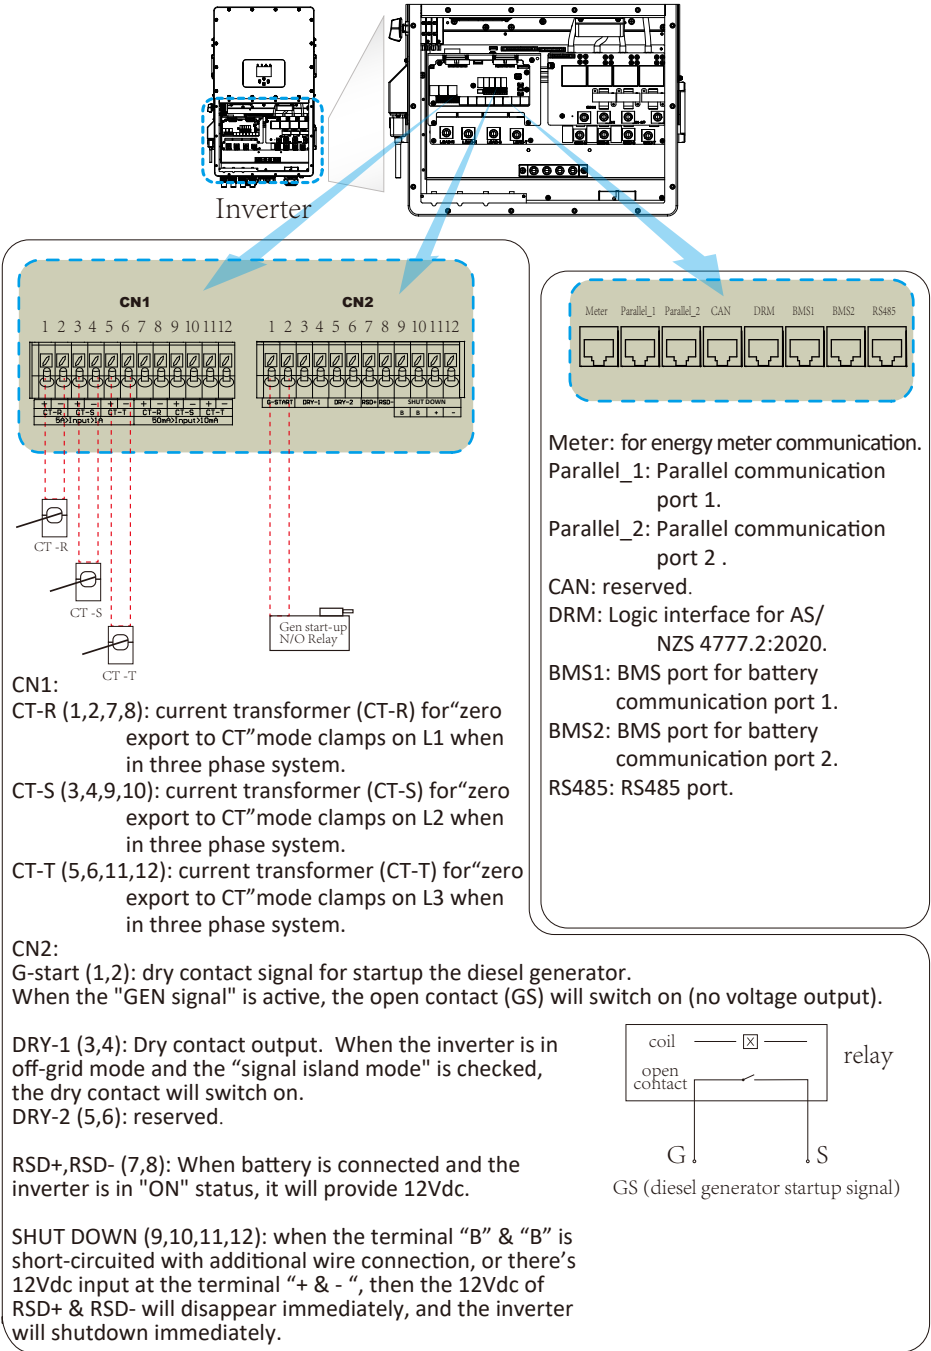 Inverter
CN1
1 2 3 4 5 6 7 8 9 10 11 12
+ - + - + - + - + - + -
CT-R CT-S CT-T CT-R CT-S CT-T
5A>Input>1A 50mA>Input>10mA
CN2
1 2 3 4 5 6 7 8 9 10 11 12
G-START DRY-1 DRY-2 RSD+ RSD- SHUT DOWN
B B + -
CT -R
CT -S
CT -T
Gen start-up
N/O Relay
Meter Parallel_1 Parallel_2 CAN DRM BMS1 BMS2 RS485
Meter: for energy meter communication.
Parallel_1: Parallel communication
port 1.
Parallel_2: Parallel communication
port 2 .
CAN: reserved.
DRM: Logic interface for AS/
NZS 4777.2:2020.
BMS1: BMS port for battery
communication port 1.
BMS2: BMS port for battery
communication port 2.
RS485: RS485 port.
CN1:
CT-R (1,2,7,8): current transformer (CT-R) for“zero
export to CT”mode clamps on L1 when
in three phase system.
CT-S (3,4,9,10): current transformer (CT-S) for“zero
export to CT”mode clamps on L2 when
in three phase system.
CT-T (5,6,11,12): current transformer (CT-T) for“zero
export to CT”mode clamps on L3 when
in three phase system.
CN2:
G-start (1,2): dry contact signal for startup the diesel generator.
When the "GEN signal" is active, the open contact (GS) will switch on (no voltage output).
DRY-1 (3,4): Dry contact output. When the inverter is in
off-grid mode and the “signal island mode" is checked,
the dry contact will switch on.
DRY-2 (5,6): reserved.
RSD+,RSD- (7,8): When battery is connected and the
inverter is in "ON" status, it will provide 12Vdc.
SHUT DOWN (9,10,11,12): when the terminal “B” & “B” is
short-circuited with additional wire connection, or there’s
12Vdc input at the terminal “+ & - “, then the 12Vdc of
RSD+ & RSD- will disappear immediately, and the inverter
will shutdown immediately.
coil X
open
contact
relay
G S
GS (diesel generator startup signal)